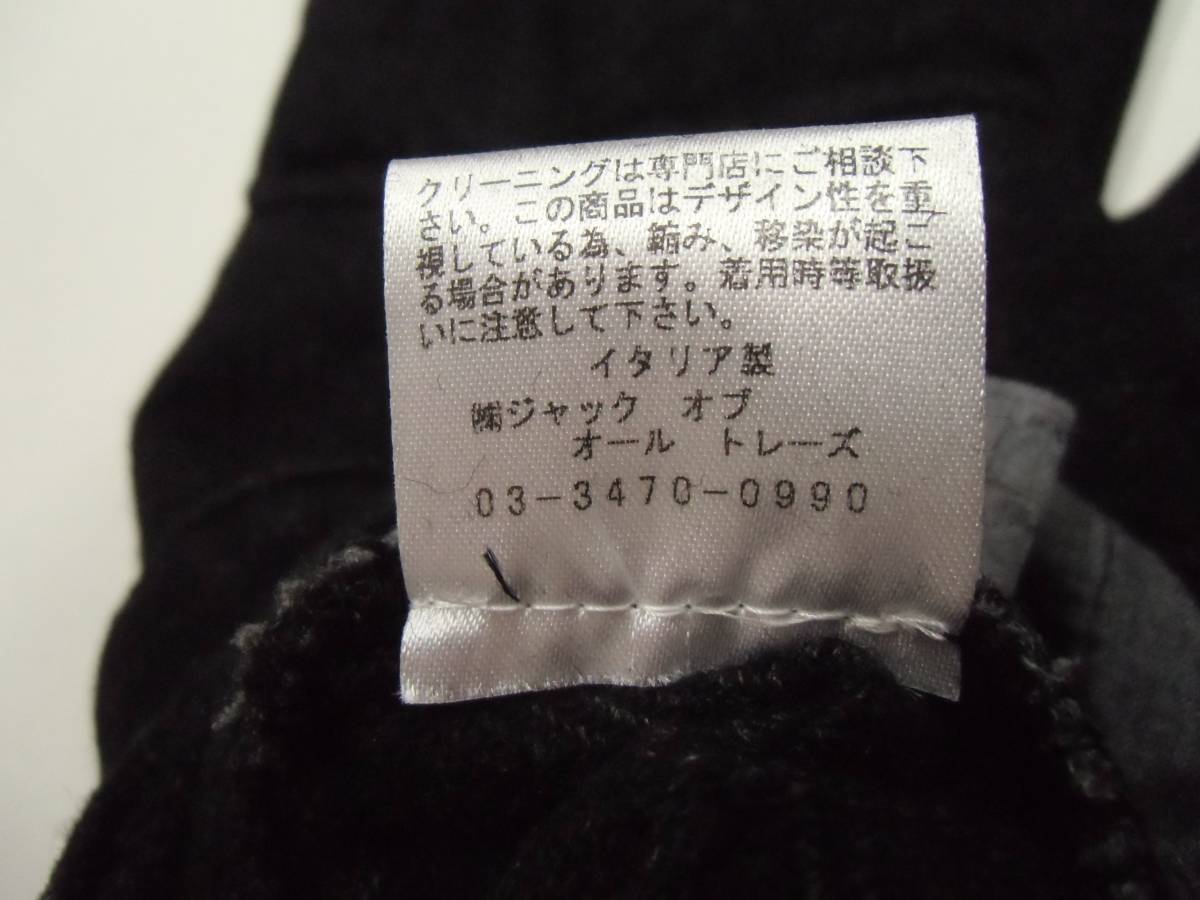 クリーニングは専門店にご相談下
さい。この商品はデザイン性を重
視している為、縮み、移染が起こ
る場合があります。着用時等取扱
いに注意して下さい。
イタリア製
㈱ジャック オブ
オール トレーズ
03-3470-0990